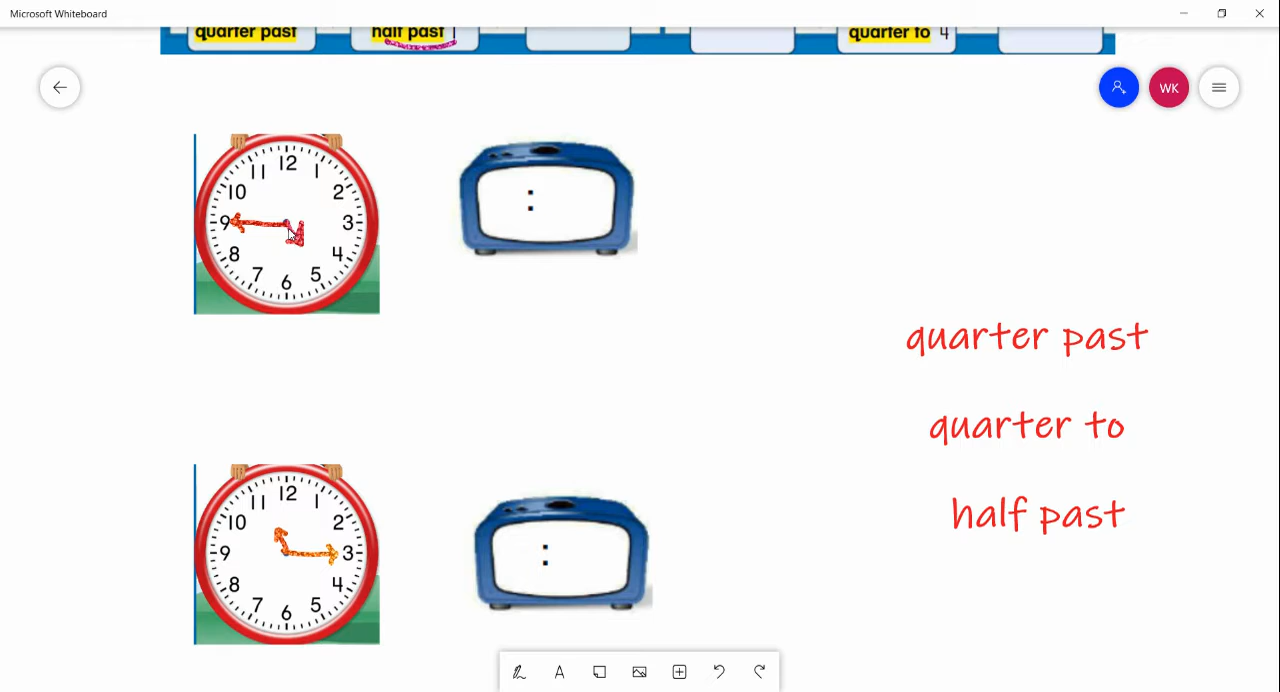 Microsoft Whiteboard
quarter past
half past 1
quarter to 4
WK
12
11 1
10 2
9 3
8 4
7 5
6
:
quarter past
quarter to
12
11 1
10 2
half past
9 3
:
8 4
7 5
6
A